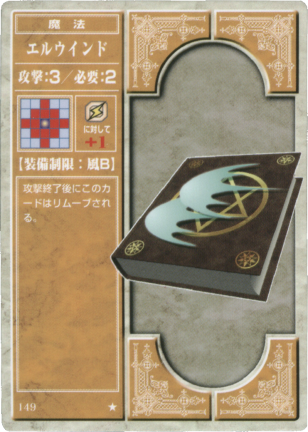 魔法
エルウインド
攻撃:3／必要:2
に対して
+1
【装備制限：風B】
攻撃終了後にこのカ
ードはリムーブされ
る。
149
★